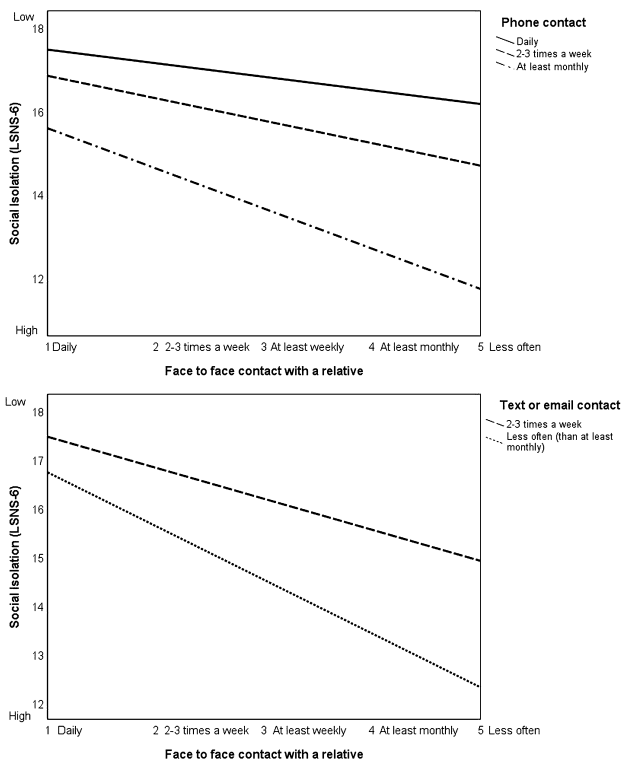 Low
18
16
14
12
High
Social Isolation (LSNS-6)
1 Daily
2 2-3 times a week
3 At least weekly
4 At least monthly
5 Less often
Face to face contact with a relative
Phone contact
Daily
2-3 times a week
At least monthly
Low
18
17
16
15
14
13
12
High
Social Isolation (LSNS-6)
1 Daily
2 2-3 times a week
3 At least weekly
4 At least monthly
5 Less often
Face to face contact with a relative
Text or email contact
2-3 times a week
Less often (than at least
monthly)